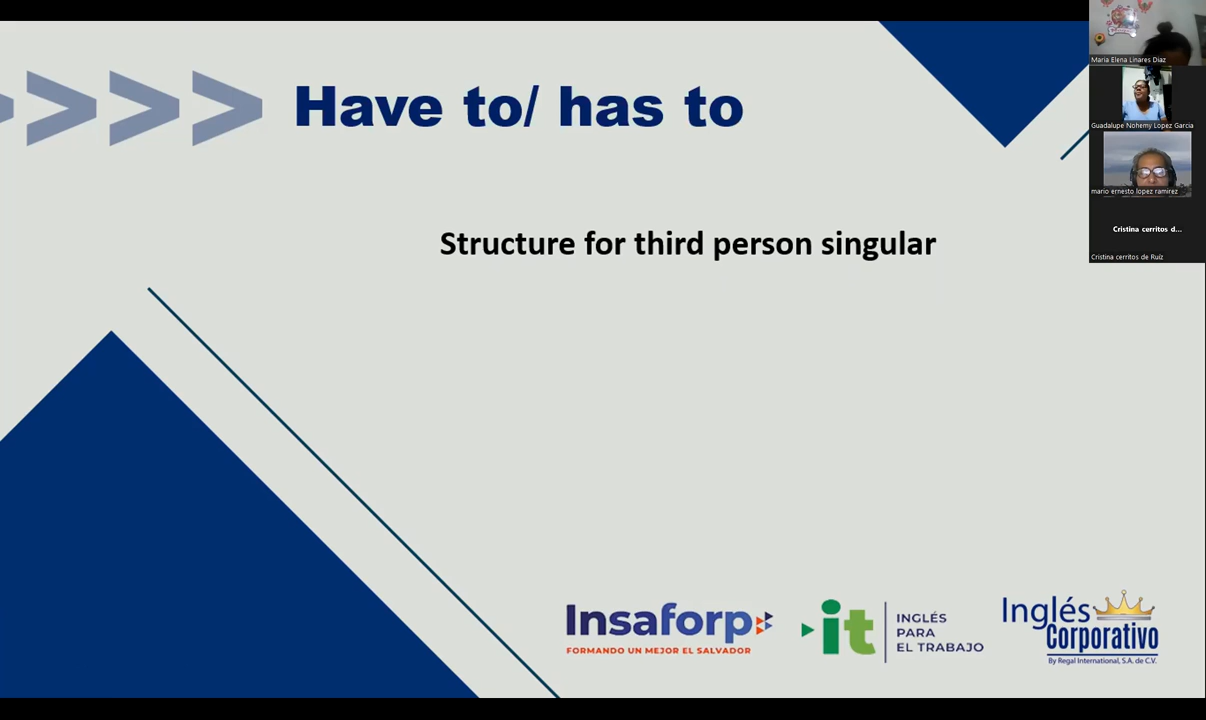 Have to/ has to
Structure for third person singular
Maria Elena Linares Diaz
Guadalupe Nohemy Lopez Garcia
mario ernesto lopez ramirez
Cristina cerritos d...
Cristina cerritos de Ruíz
Insaforp
FORMANDO UN MEJOR EL SALVADOR
it
INGLÉS
PARA
EL TRABAJO
Inglés
Corporativo
By Regal International, S.A. de C.V.